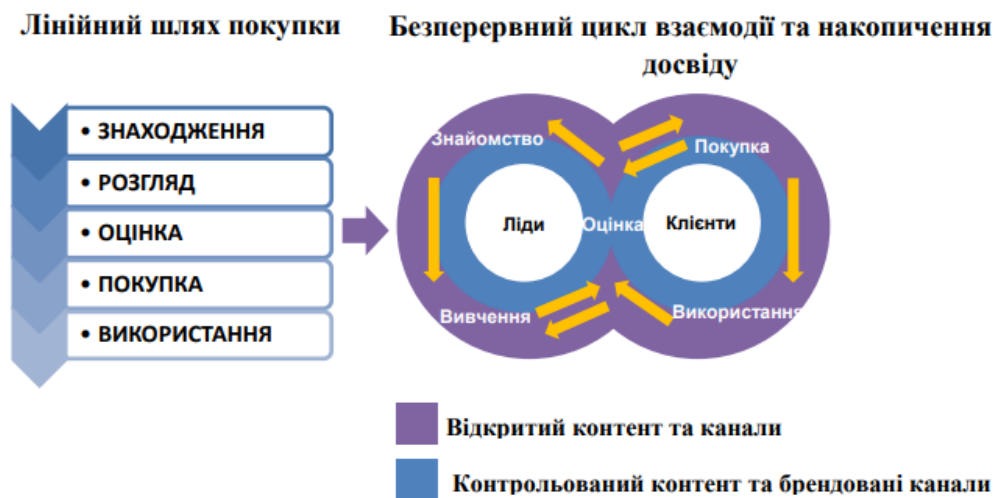 Лінійний шлях покупки
Безперервний цикл взаємодії та накопичення
досвіду
• ЗНАХОДЖЕННЯ
• РОЗГЛЯД
• ОЦІНКА
• ПОКУПКА
• ВИКОРИСТАННЯ
Знайомство
Покупка
Ліди
Оцінка
Клієнти
Вивчення
Використання
Відкритий контент та канали
Контрольований контент та брендовані канали